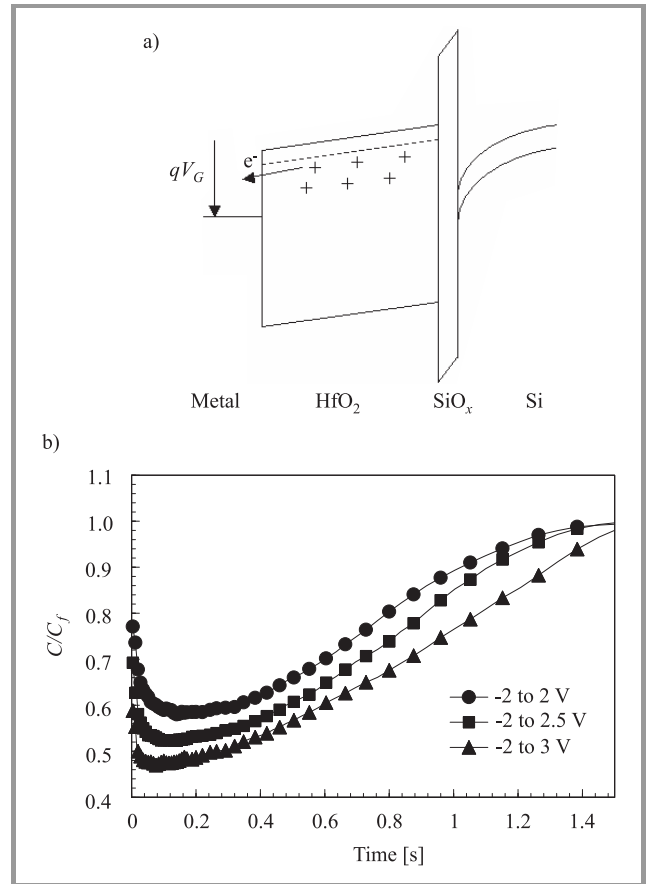 a)
e-
qV_G
Metal HfO₂ SiOₓ Si
b)
1.1
1.0
0.9
0.8
0.7
0.6
0.5
0.4
C/C_f
-2 to 2 V
-2 to 2.5 V
-2 to 3 V
0 0.2 0.4 0.6 0.8 1 1.2 1.4
Time [s]